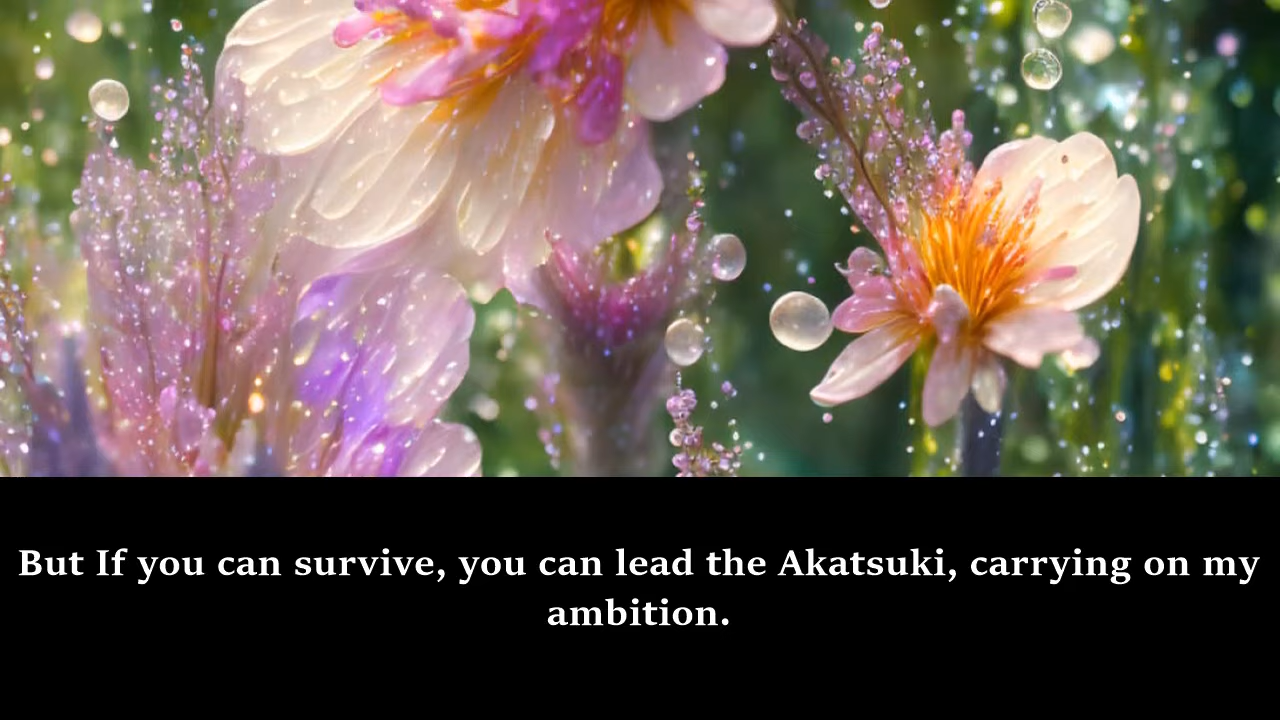 But If you can survive, you can lead the Akatsuki, carrying on my
ambition.